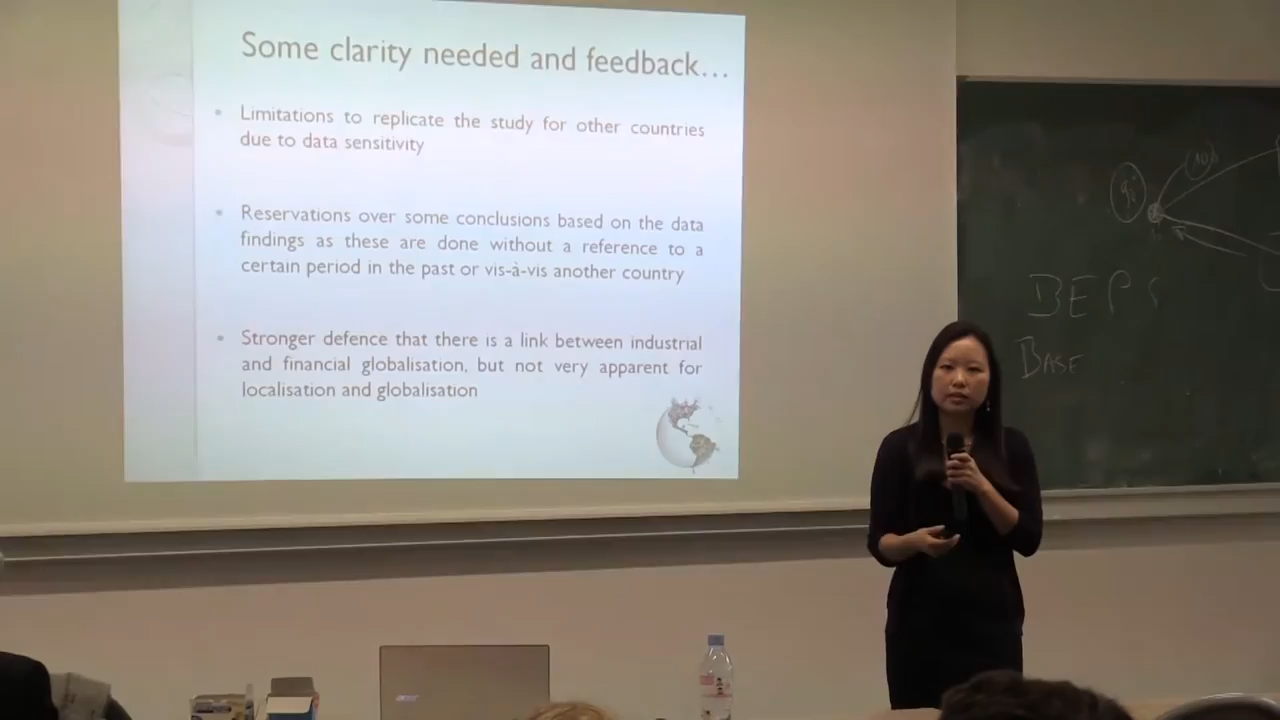 Some clarity needed and feedback...
• Limitations to replicate the study for other countries
due to data sensitivity
• Reservations over some conclusions based on the data
findings as these are done without a reference to a
certain period in the past or vis-à-vis another country
• Stronger defence that there is a link between industrial
and financial globalisation, but not very apparent for
localisation and globalisation
BEPS
BASE
acer